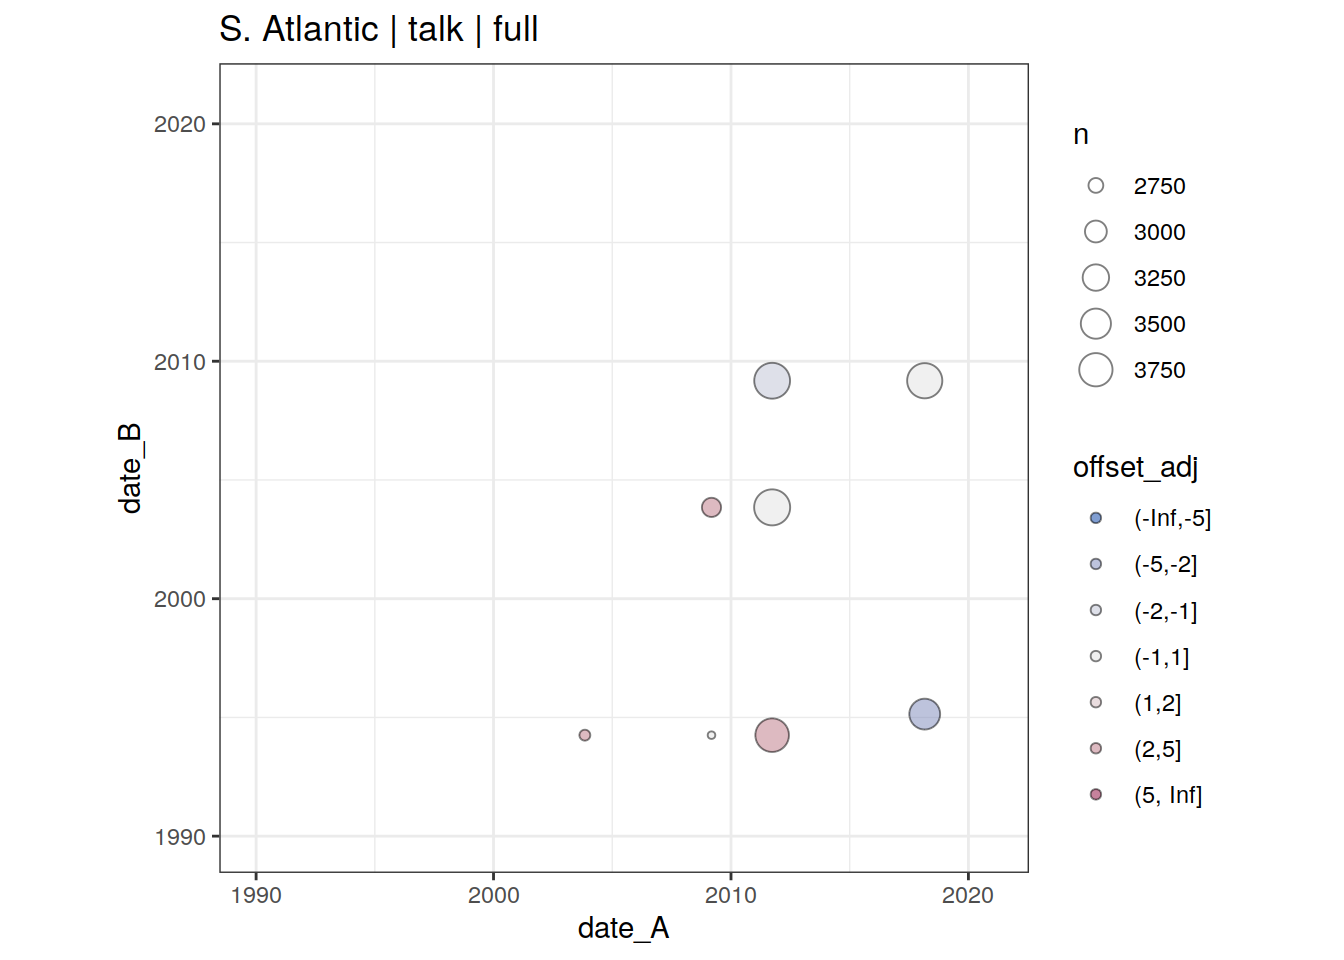 S. Atlantic | talk | full
date_B
2020
2010
2000
1990
1990 2000 2010 2020
date_A
n
2750
3000
3250
3500
3750
offset_adj
(-Inf,-5]
(-5,-2]
(-2,-1]
(-1,1]
(1,2]
(2,5]
(5, Inf]